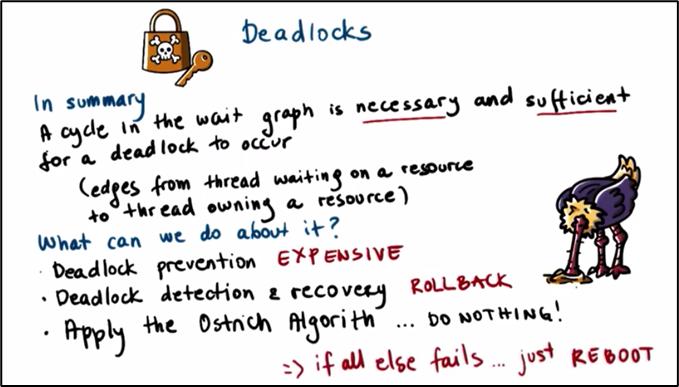 Deadlocks
In summary
A cycle in the wait graph is necessary and sufficient
for a deadlock to occur
(edges from thread waiting on a resource
to thread owning a resource)
What can we do about it?
· Deadlock prevention EXPENSIVE
• Deadlock detection & recovery ROLLBACK
• Apply the Ostrich Algorith ... DO NOTHING!
=> if all else fails ... just REBOOT